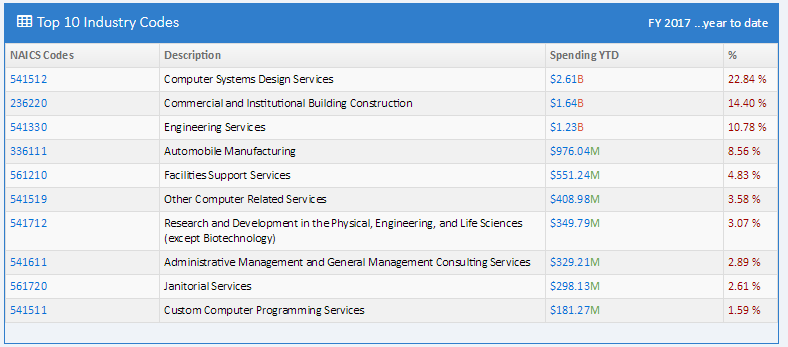 Top 10 Industry Codes FY 2017 ...year to date
NAICS Codes Description Spending YTD %
541512 Computer Systems Design Services $2.61B 22.84 %
236220 Commercial and Institutional Building Construction $1.64B 14.40 %
541330 Engineering Services $1.23B 10.78 %
336111 Automobile Manufacturing $976.04M 8.56 %
561210 Facilities Support Services $551.24M 4.83 %
541519 Other Computer Related Services $408.98M 3.58 %
541712 Research and Development in the Physical, Engineering, and Life Sciences $349.79M 3.07 %
(except Biotechnology)
541611 Administrative Management and General Management Consulting Services $329.21M 2.89 %
561720 Janitorial Services $298.13M 2.61 %
541511 Custom Computer Programming Services $181.27M 1.59 %